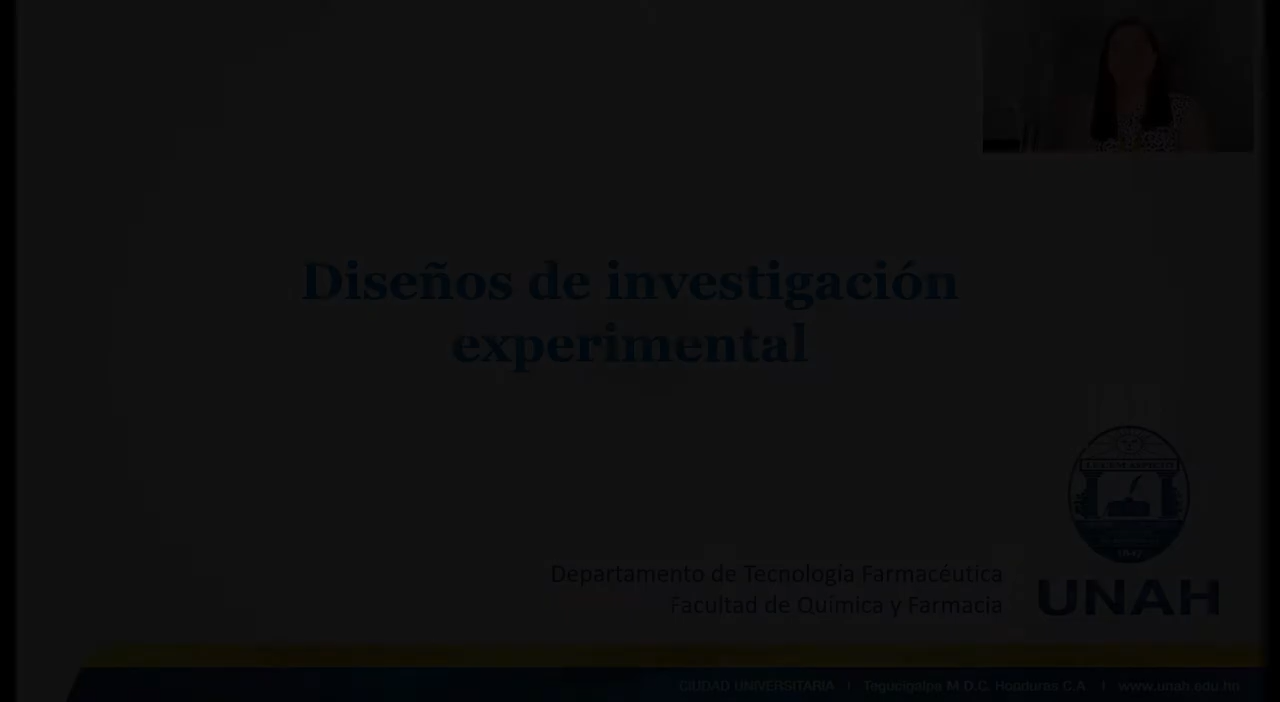 Diseños de investigación
experimental
Departamento de Tecnología Farmacéutica
Facultad de Química y Farmacia
UNAH
CIUDAD UNIVERSITARIA I Tegucigalpa M.D.C. Honduras C.A. I www.unah.edu.hn